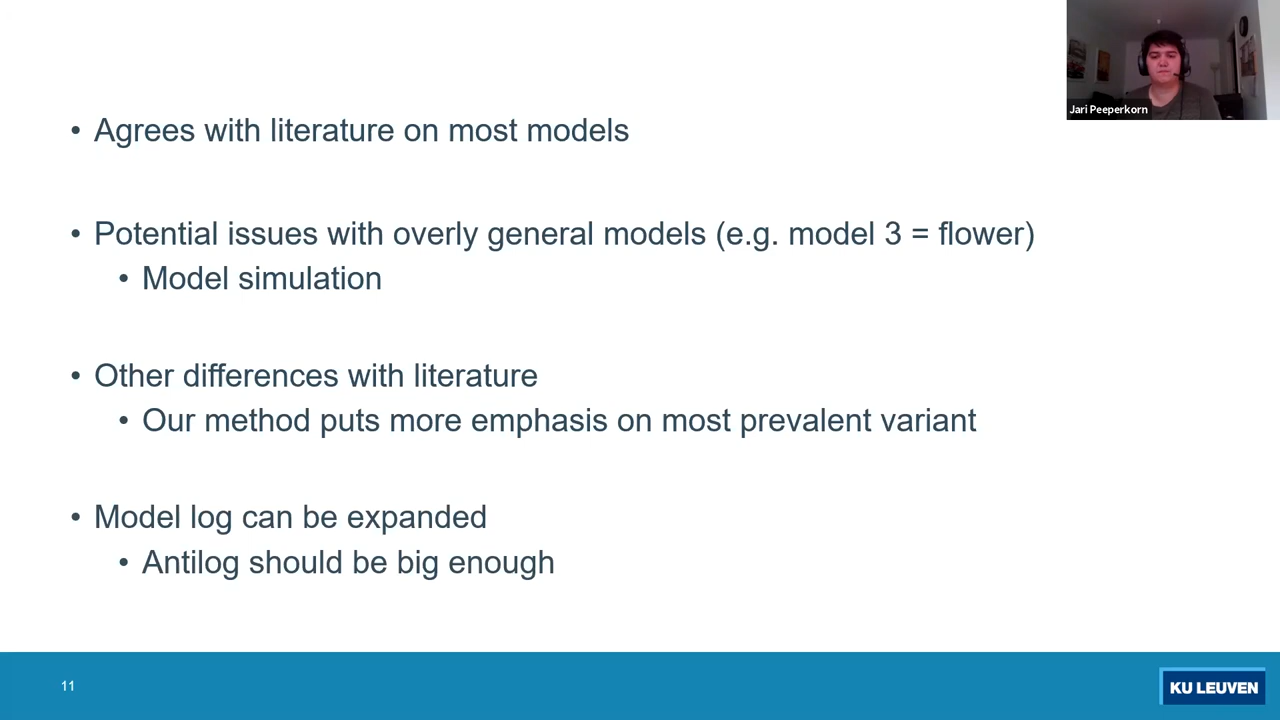 Jari Peeperkorn
• Agrees with literature on most models
• Potential issues with overly general models (e.g. model 3 = flower)
• Model simulation
• Other differences with literature
• Our method puts more emphasis on most prevalent variant
• Model log can be expanded
• Antilog should be big enough
11
KU LEUVEN